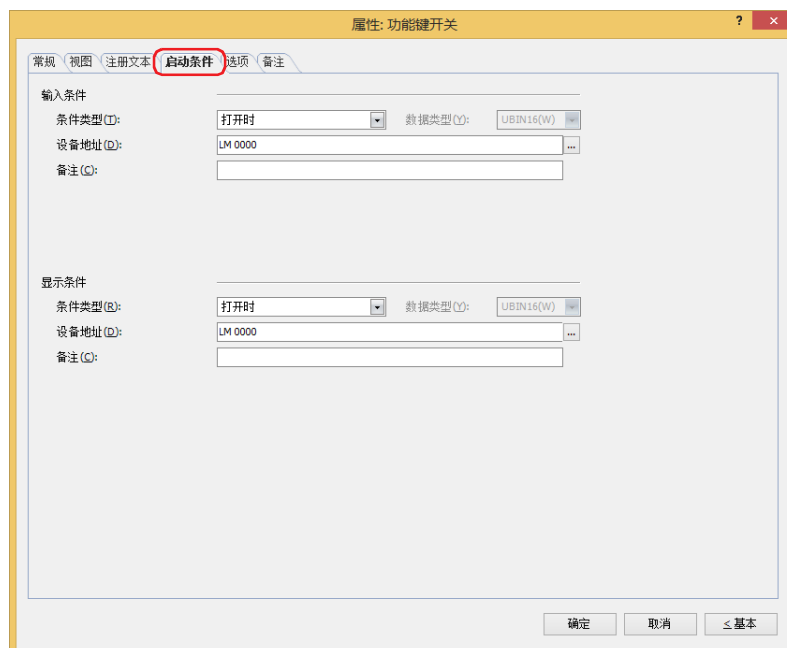 属性: 功能键开关 ? ×
常规 视图 注册文本 启动条件 选项 备注
输入条件
条件类型(T): 打开时 数据类型(Y): UBIN16(W)
设备地址(D): LM 0000 ...
备注(C):
显示条件
条件类型(R): 打开时 数据类型(Y): UBIN16(W)
设备地址(D): LM 0000 ...
备注(C):
确定 取消 ≤基本